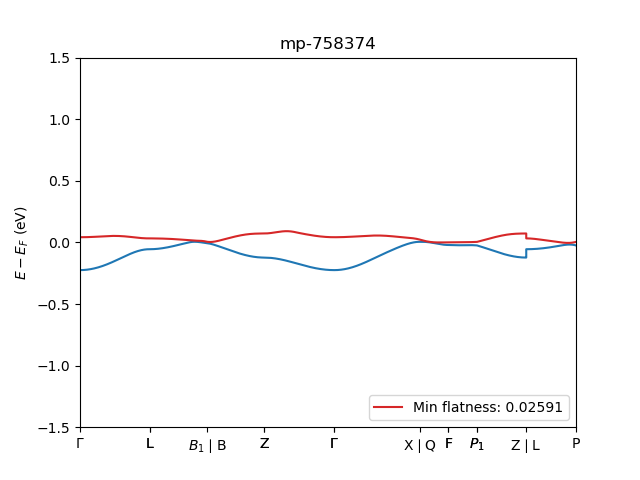 mp-758374
1.5
1.0
0.5
0.0
−0.5
−1.0
−1.5
E − E_F (eV)
Min flatness: 0.02591
Γ L B₁ | B Z Γ X | Q F P₁ Z | L P